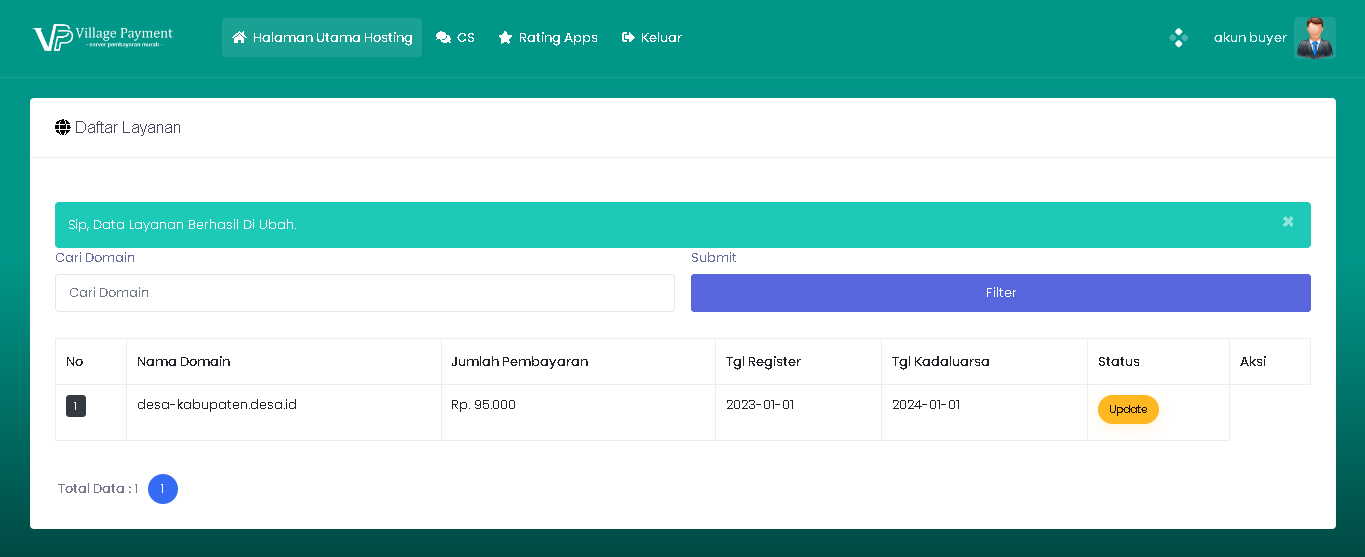 VP Village Payment
- server pembayaran murah -
Halaman Utama Hosting
CS
Rating Apps
Keluar
akun buyer
Daftar Layanan
Sip, Data Layanan Berhasil Di Ubah.
×
Cari Domain
Submit
Cari Domain
Filter
No Nama Domain Jumlah Pembayaran Tgl Register Tgl Kadaluarsa Status Aksi
1 desa-kabupaten.desa.id Rp. 95.000 2023-01-01 2024-01-01 Update
Total Data : 1 1